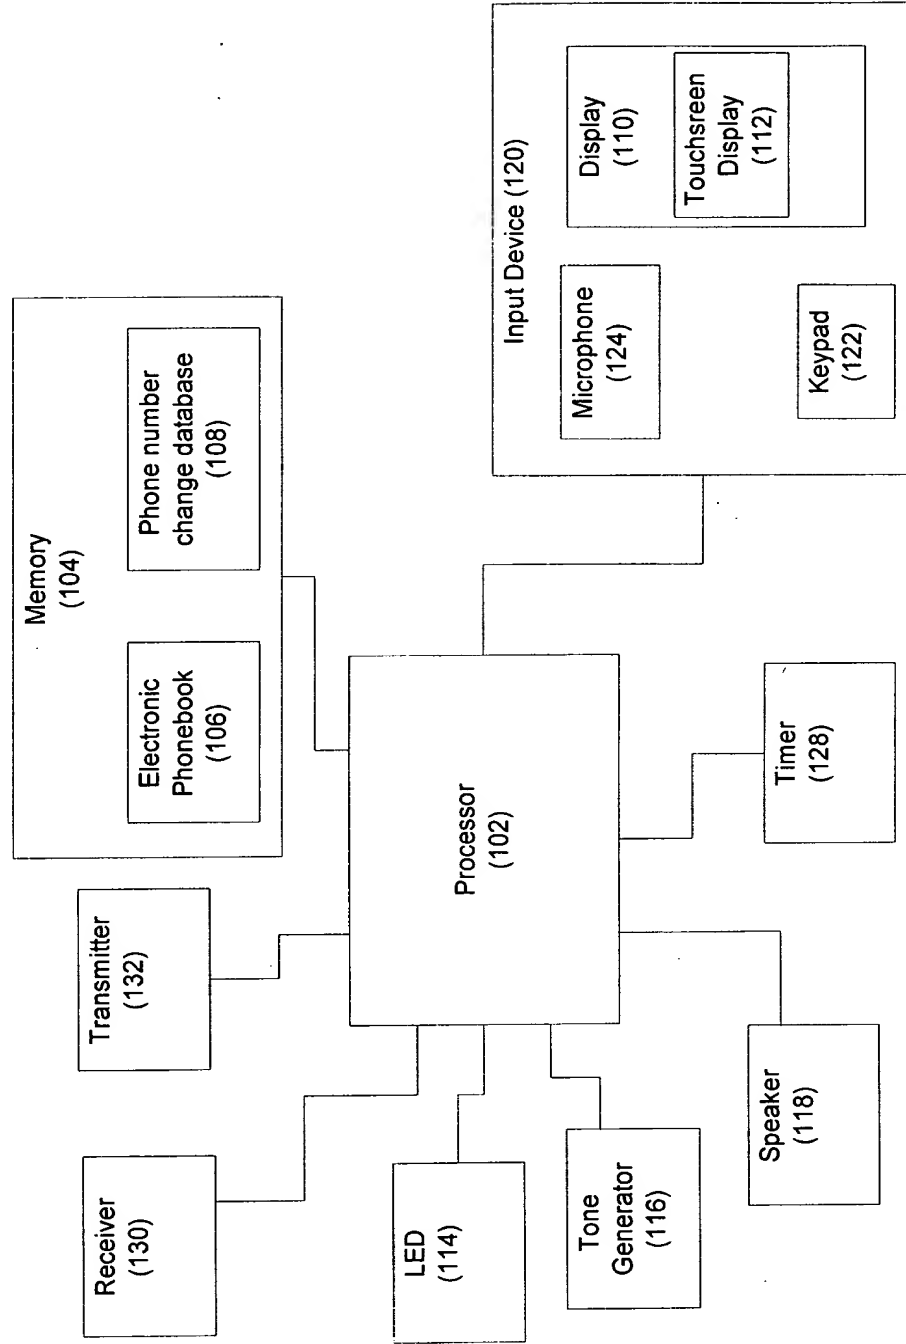 Memory
(104)
Electronic
Phonebook
(106)
Phone number
change database
(108)
Transmitter
(132)
Receiver
(130)
LED
(114)
Tone
Generator
(116)
Speaker
(118)
Processor
(102)
Timer
(128)
Input Device (120)
Microphone
(124)
Keypad
(122)
Display
(110)
Touchsreen
Display
(112)